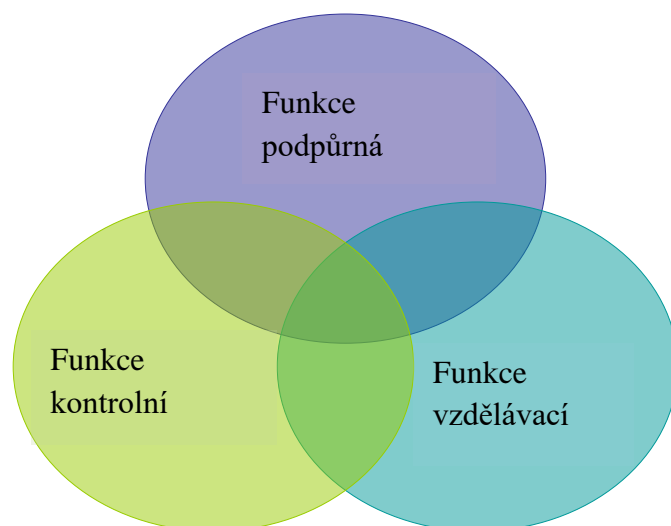 Funkce
podpůrná
Funkce
kontrolní
Funkce
vzdělávací